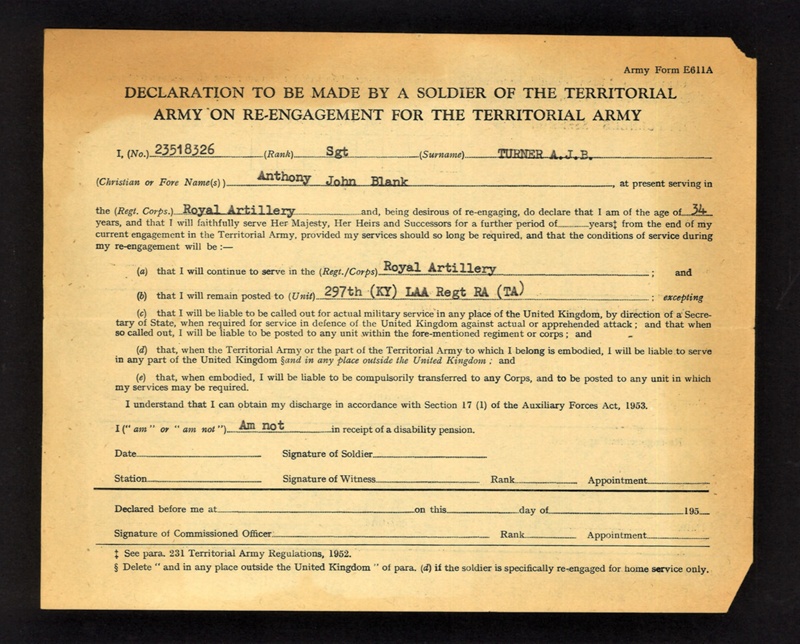 Army Form E611A
DECLARATION TO BE MADE BY A SOLDIER OF THE TERRITORIAL
ARMY ON RE-ENGAGEMENT FOR THE TERRITORIAL ARMY
I, (No.) 23518326 (Rank) Sgt (Surname) TURNER A.J.B.
(Christian or Fore Name(s)) Anthony John Blank, at present serving in
the (Regt. Corps.) Royal Artillery and, being desirous of re-engaging, do declare that I am of the age of 34
years, and that I will faithfully serve Her Majesty, Her Heirs and Successors for a further period of years‡ from the end of my
current engagement in the Territorial Army, provided my services should so long be required, and that the conditions of service during
my re-engagement will be :—
(a) that I will continue to serve in the (Regt./Corps) Royal Artillery ; and
(b) that I will remain posted to (Unit) 297th (KY) LAA Regt RA (TA) ; excepting
(c) that I will be liable to be called out for actual military service in any place of the United Kingdom, by direction of a Secre-
tary of State, when required for service in defence of the United Kingdom against actual or apprehended attack ; and that when
so called out, I will be liable to be posted to any unit within the fore-mentioned regiment or corps ; and
(d) that, when the Territorial Army or the part of the Territorial Army to which I belong is embodied, I will be liable to serve
in any part of the United Kingdom §and in any place outside the United Kingdom ; and
(e) that, when embodied, I will be liable to be compulsorily transferred to any Corps, and to be posted to any unit in which
my services may be required.
I understand that I can obtain my discharge in accordance with Section 17 (1) of the Auxiliary Forces Act, 1953.
I (" am " or " am not ") Am not in receipt of a disability pension.
Date Signature of Soldier
Station Signature of Witness Rank Appointment
Declared before me at on this day of 195
Signature of Commissioned Officer Rank Appointment
‡ See para. 231 Territorial Army Regulations, 1952.
§ Delete " and in any place outside the United Kingdom " of para. (d) if the soldier is specifically re-engaged for home service only.